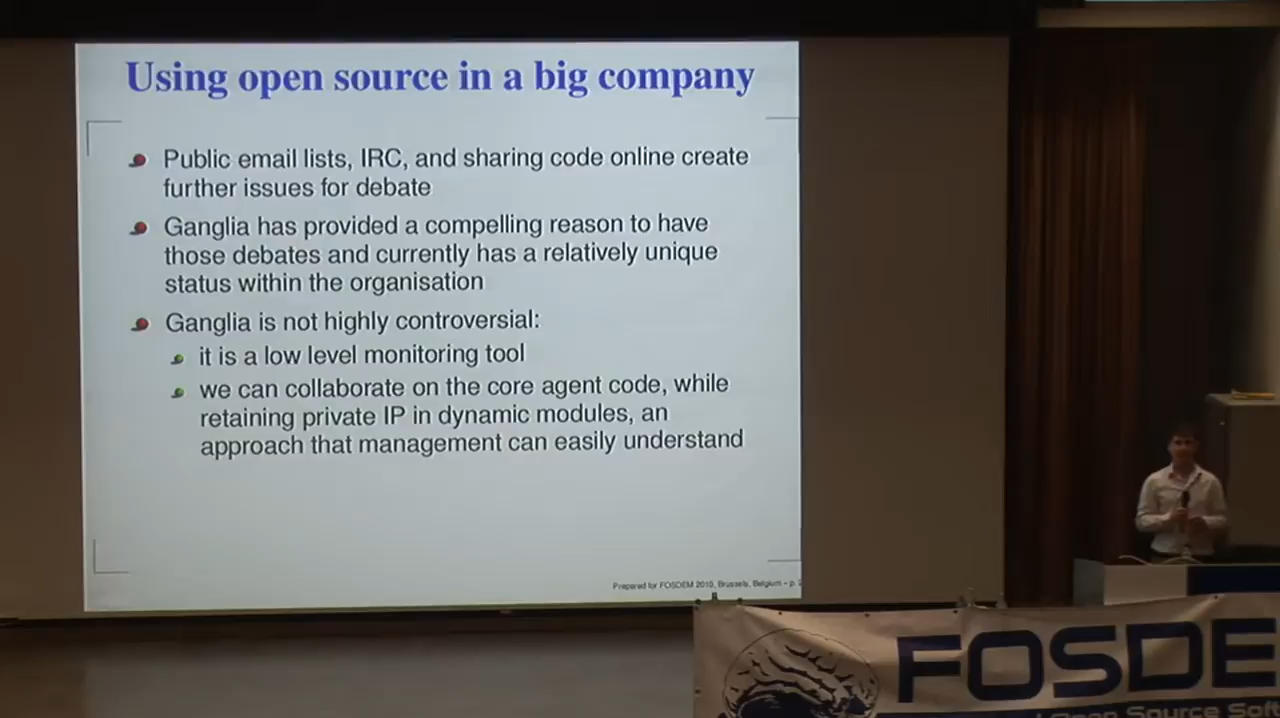 Using open source in a big company
Public email lists, IRC, and sharing code online create
further issues for debate
Ganglia has provided a compelling reason to have
those debates and currently has a relatively unique
status within the organisation
Ganglia is not highly controversial:
it is a low level monitoring tool
we can collaborate on the core agent code, while
retaining private IP in dynamic modules, an
approach that management can easily understand
Prepared for FOSDEM 2010, Brussels, Belgium – p.
FOSDE
Open Source Soft